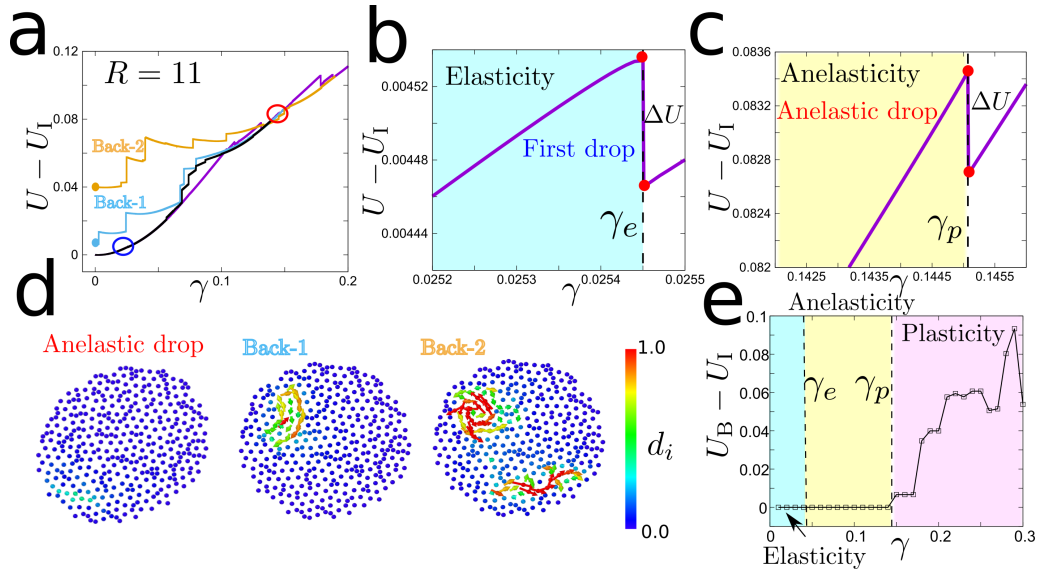 a
R = 11
U − U_I
0.12
0.08
0.04
0
Back-2
Back-1
0
0.1
0.2
γ
b
U − U_I
0.00452
0.00448
0.00444
Elasticity
First drop
ΔU
γ_e
0.0252
0.0253
0.0254
0.0255
γ
c
U − U_I
0.0836
0.0832
0.0828
0.0824
0.082
Anelasticity
Anelastic drop
ΔU
γ_p
0.1425
0.1435
0.1445
0.1455
γ
d
Anelastic drop
Back-1
Back-2
1.0
d_i
0.0
e
Anelasticity
U_B − U_I
0.1
0.08
0.06
0.04
0.02
0
Plasticity
γ_e
γ_p
0
0.1
0.2
0.3
Elasticity
γ